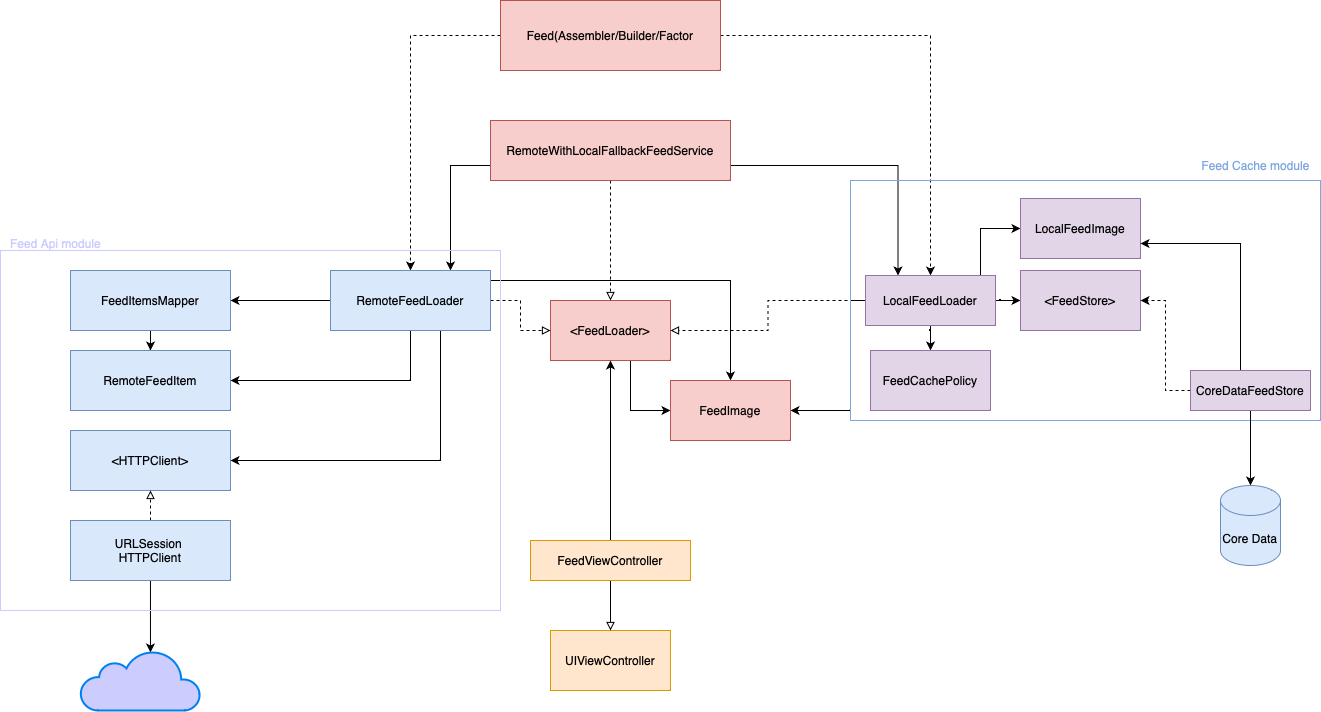 Feed(Assembler/Builder/Factor
RemoteWithLocalFallbackFeedService
Feed Cache module
LocalFeedImage
Feed Api module
FeedItemsMapper
RemoteFeedLoader
LocalFeedLoader
<FeedStore>
<FeedLoader>
RemoteFeedItem
FeedCachePolicy
CoreDataFeedStore
FeedImage
<HTTPClient>
URLSession
HTTPClient
Core Data
FeedViewController
UIViewController